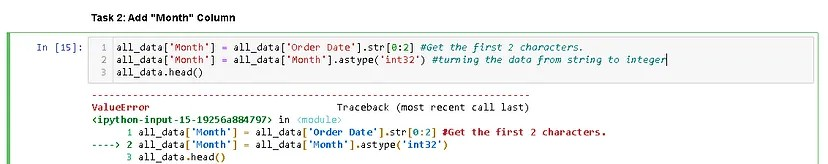 Task 2: Add "Month" Column
In [15]:
1 all_data['Month'] = all_data['Order Date'].str[0:2] #Get the first 2 characters.
2 all_data['Month'] = all_data['Month'].astype('int32') #turning the data from string to integer
3 all_data.head()
---------------------------------------------------------------------------
ValueError Traceback (most recent call last)
<ipython-input-15-19256a884797> in <module>
1 all_data['Month'] = all_data['Order Date'].str[0:2] #Get the first 2 characters.
----> 2 all_data['Month'] = all_data['Month'].astype('int32')
3 all_data.head()